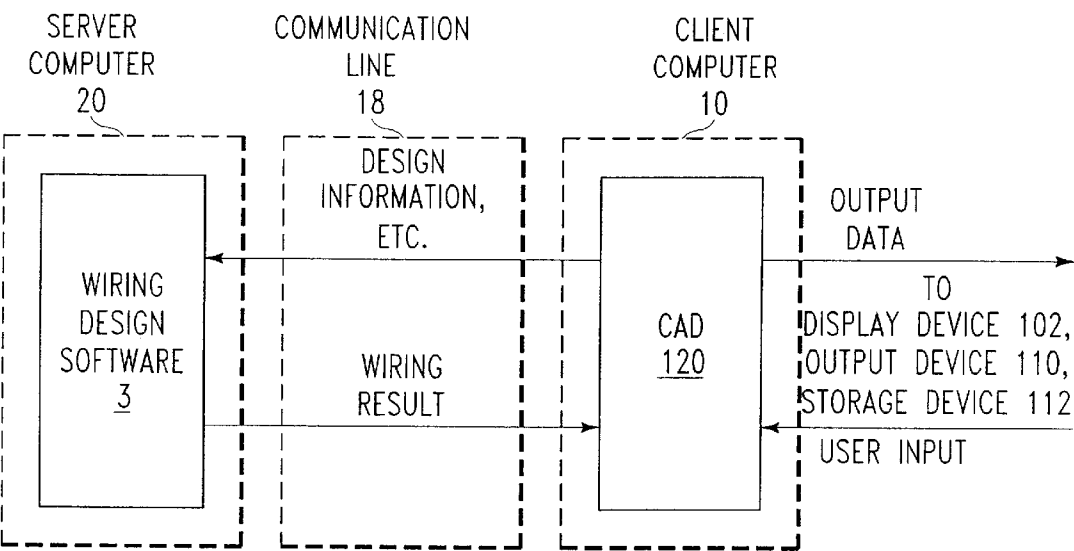 SERVER
COMPUTER
20
COMMUNICATION
LINE
18
CLIENT
COMPUTER
10
DESIGN
INFORMATION,
ETC.
WIRING
DESIGN
SOFTWARE
3
WIRING
RESULT
CAD
120
OUTPUT
DATA
TO
DISPLAY DEVICE 102,
OUTPUT DEVICE 110,
STORAGE DEVICE 112
USER INPUT